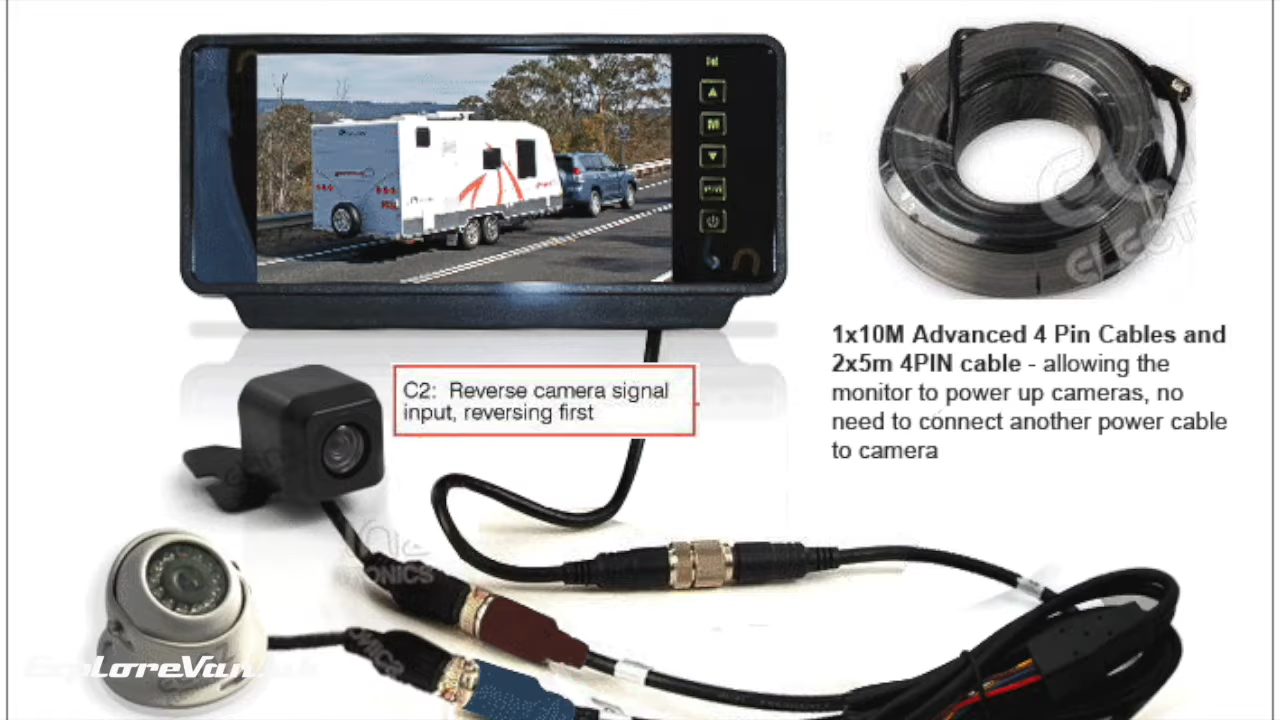 1x10M Advanced 4 Pin Cables and
2x5m 4PIN cable - allowing the
monitor to power up cameras, no
need to connect another power cable
to camera
C2: Reverse camera signal
input, reversing first